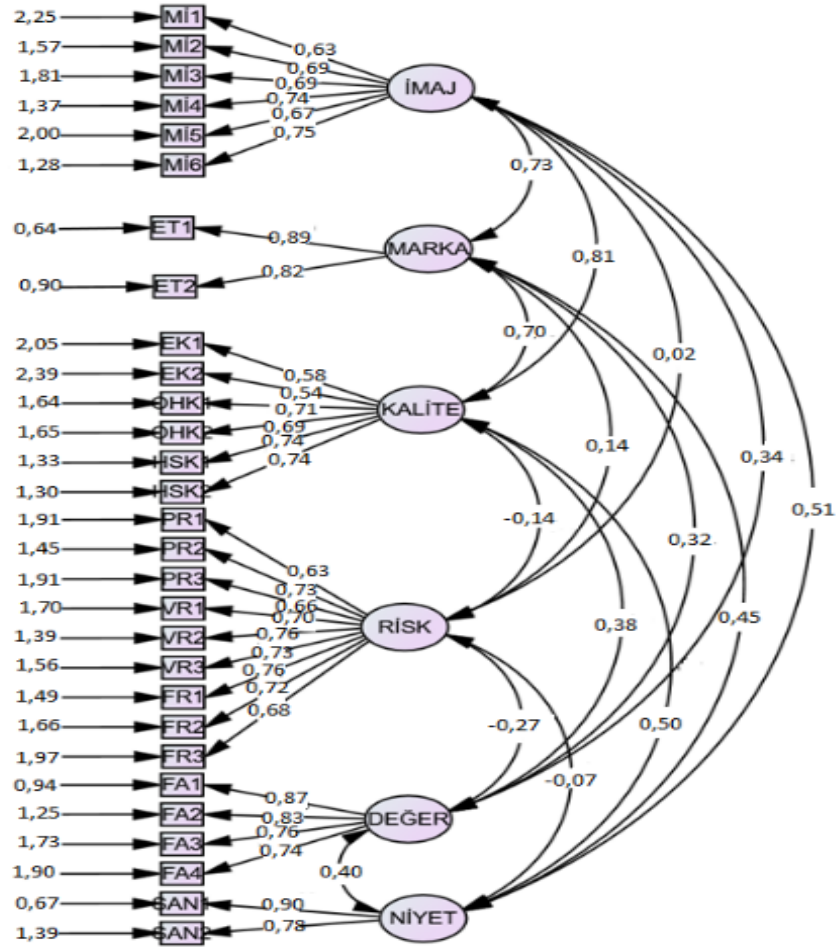 2,25 Mİ1
0,63
1,57 Mİ2
0,69
1,81 Mİ3
0,69
İMAJ
1,37 Mİ4
0,74
2,00 Mİ5
0,67
1,28 Mİ6
0,75
0,73
0,64 ET1
0,89
MARKA
0,81
0,90 ET2
0,82
2,05 EK1
0,70
0,02
2,39 EK2
0,58
0,54
1,64
0,71
KALİTE
1,65
0,69
0,14
0,34
1,33
0,74
1,30
0,74
0,51
1,91 PR1
-0,14
1,45 PR2
0,32
1,91 PR3
0,63
0,73
0,66
1,70 VR1
0,70
0,45
0,38
RİSK
1,39 VR2
0,76
1,56 VR3
0,73
1,49 FR1
0,76
0,72
1,66 FR2
0,68
-0,27
0,50
1,97 FR3
0,94 FA1
-0,07
0,87
1,25 FA2
0,83
DEĞER
0,76
1,73 FA3
0,74
1,90 FA4
0,40
0,67 SAN1
0,90
NİYET
1,39 SAN2
0,78